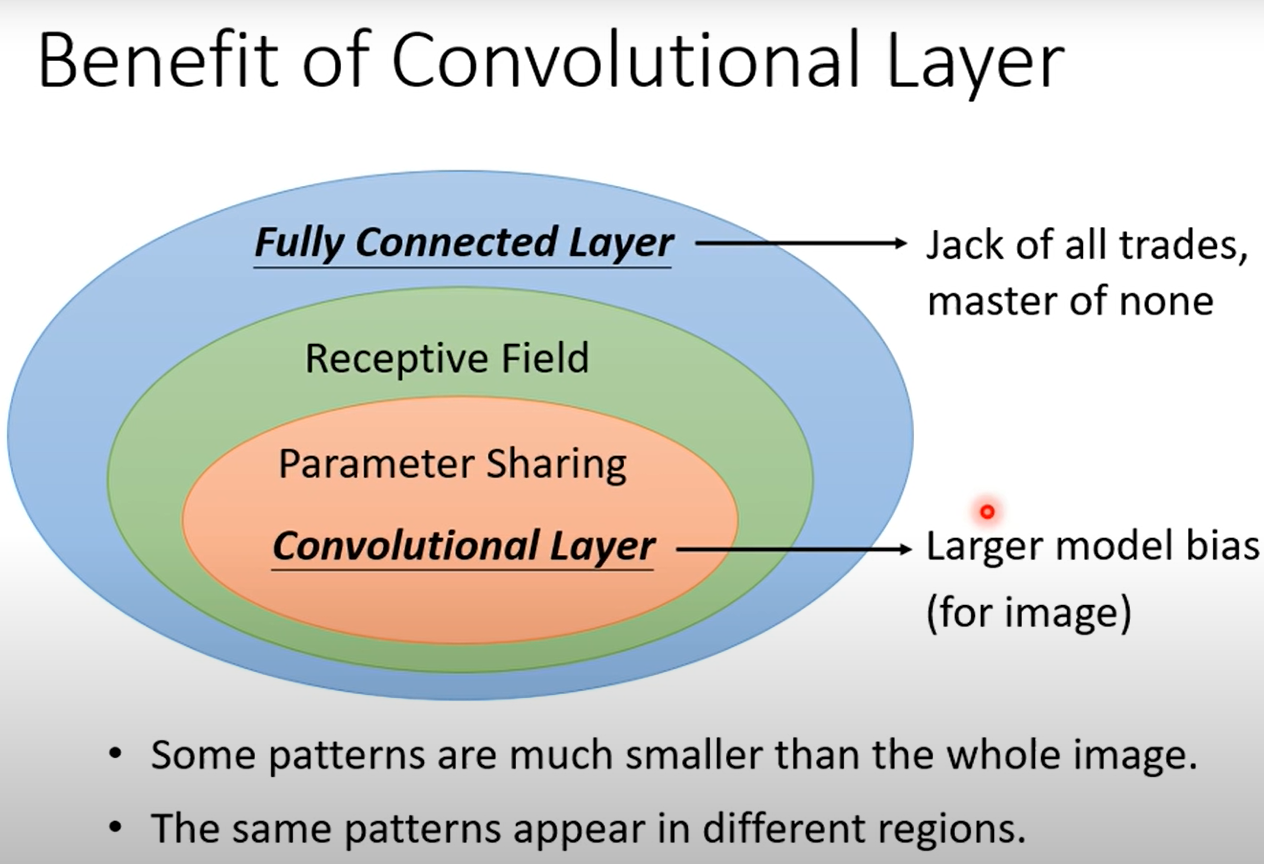 Benefit of Convolutional Layer
Fully Connected Layer
Jack of all trades,
master of none
Receptive Field
Parameter Sharing
Convolutional Layer
Larger model bias
(for image)
• Some patterns are much smaller than the whole image.
• The same patterns appear in different regions.